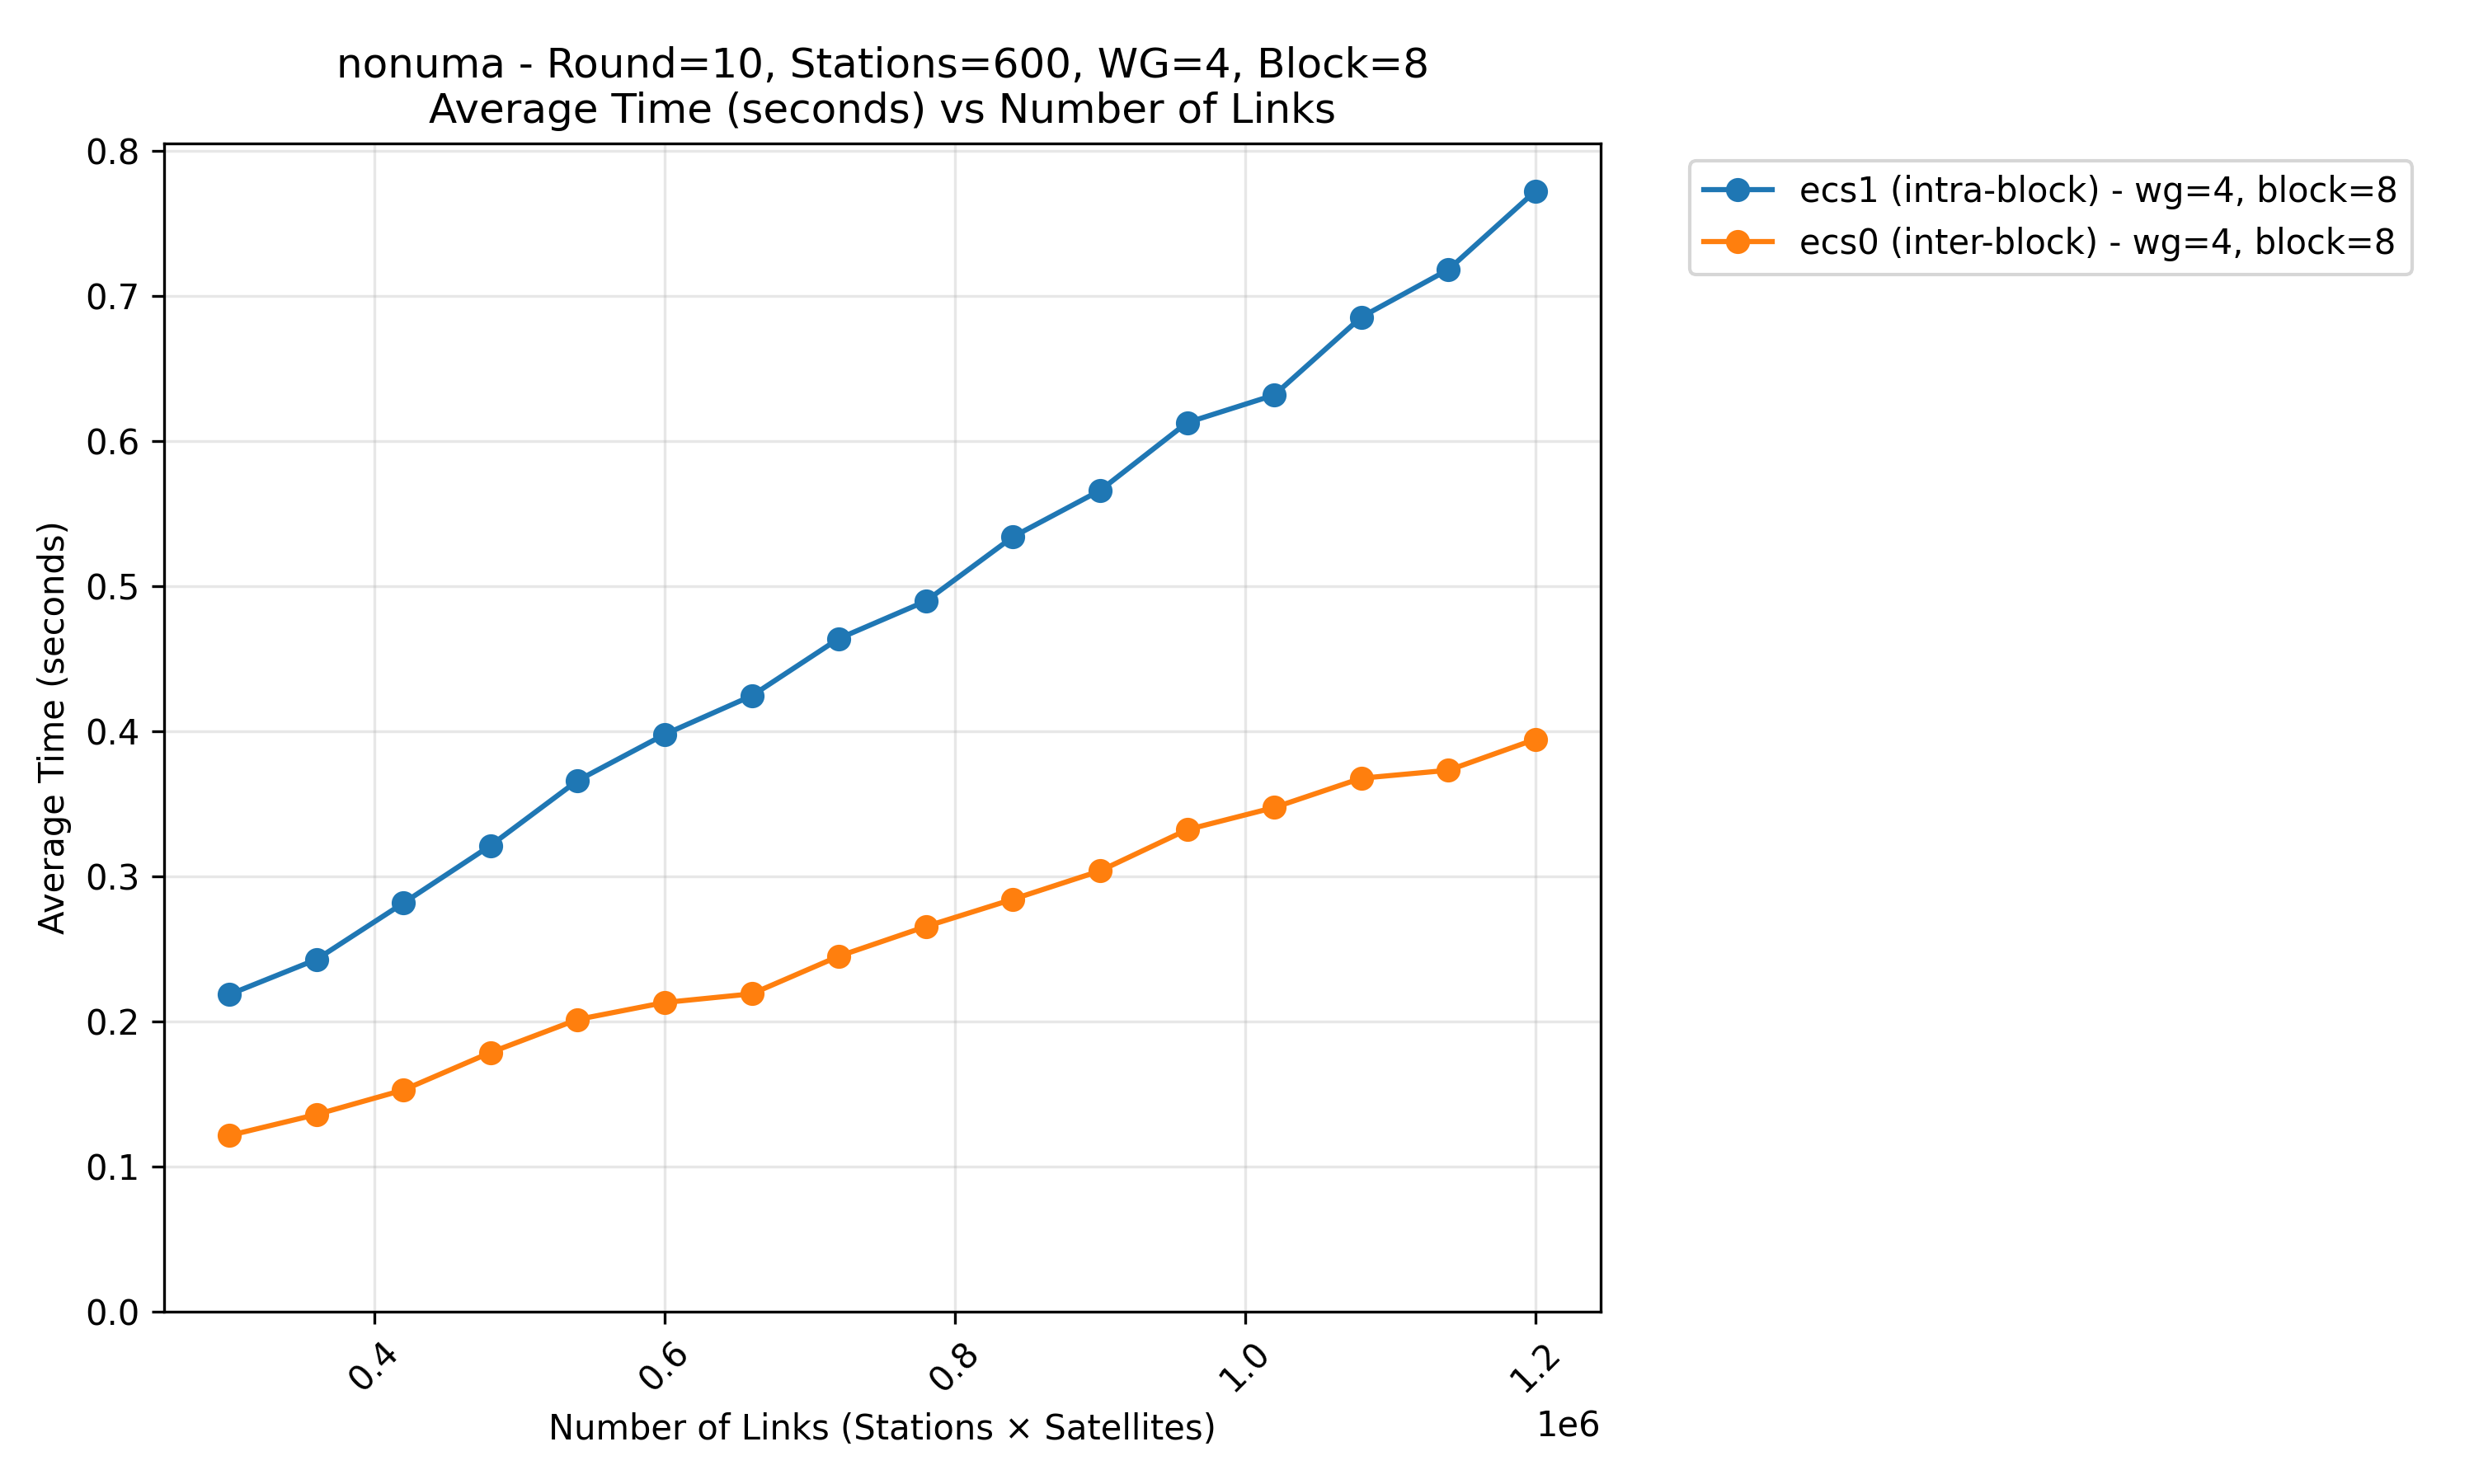 nonuma - Round=10, Stations=600, WG=4, Block=8
Average Time (seconds) vs Number of Links
ecs1 (intra-block) - wg=4, block=8
ecs0 (inter-block) - wg=4, block=8
Average Time (seconds)
0.8
0.7
0.6
0.5
0.4
0.3
0.2
0.1
0.0
0.4
0.6
0.8
1.0
1.2
1e6
Number of Links (Stations × Satellites)